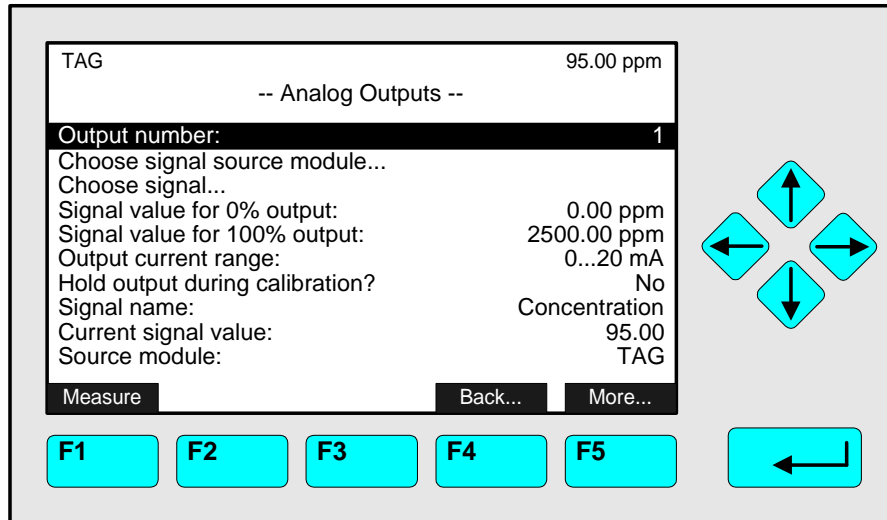 TAG 95.00 ppm
-- Analog Outputs --
Output number: 1
Choose signal source module...
Choose signal...
Signal value for 0% output: 0.00 ppm
Signal value for 100% output: 2500.00 ppm
Output current range: 0...20 mA
Hold output during calibration? No
Signal name: Concentration
Current signal value: 95.00
Source module: TAG
Measure Back... More...
F1 F2 F3 F4 F5